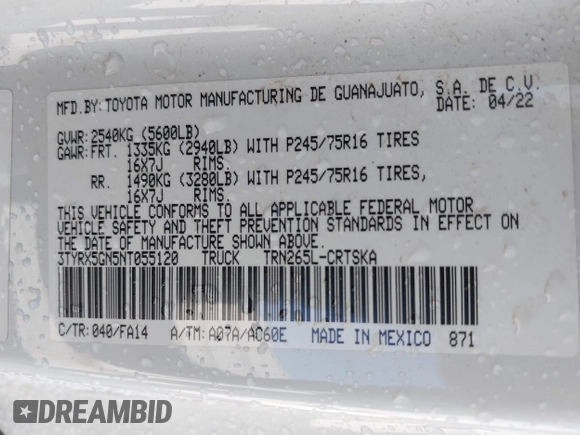 MFD.BY: TOYOTA MOTOR MANUFACTURING DE GUANAJUATO, S.A. DE C.V.
DATE: 04/22
GVWR: 2540KG (5600LB)
GAWR: FRT. 1335KG (2940LB) WITH P245/75R16 TIRES
16X7J RIMS.
RR. 1490KG (3280LB) WITH P245/75R16 TIRES,
16X7J RIMS.
THIS VEHICLE CONFORMS TO ALL APPLICABLE FEDERAL MOTOR
VEHICLE SAFETY AND THEFT PREVENTION STANDARDS IN EFFECT ON
THE DATE OF MANUFACTURE SHOWN ABOVE.
3TYRX5GN5NT055120 TRUCK TRN265L-CRTSKA
C/TR: 040/FA14 A/TM: A07A/AC60E MADE IN MEXICO 871
DREAMBID